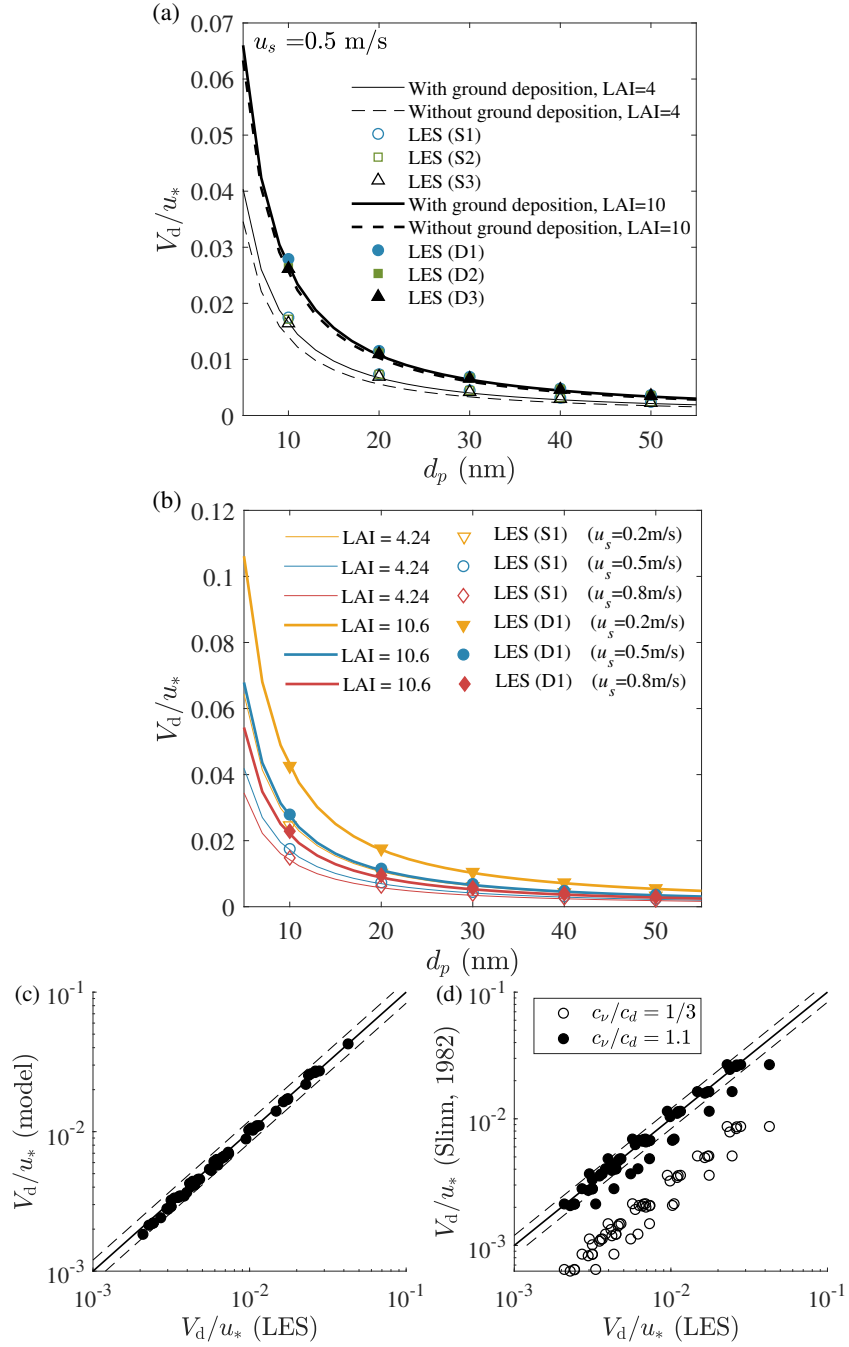 (a)
0.07
0.06
0.05
0.04
0.03
0.02
0.01
0
V_d/u_*
u_s =0.5 m/s
With ground deposition, LAI=4
Without ground deposition, LAI=4
LES (S1)
LES (S2)
LES (S3)
With ground deposition, LAI=10
Without ground deposition, LAI=10
LES (D1)
LES (D2)
LES (D3)
10 20 30 40 50
d_p (nm)
(b)
0.12
0.1
0.08
0.06
0.04
0.02
0
V_d/u_*
LAI = 4.24 LES (S1) (u_s=0.2m/s)
LAI = 4.24 LES (S1) (u_s=0.5m/s)
LAI = 4.24 LES (S1) (u_s=0.8m/s)
LAI = 10.6 LES (D1) (u_s=0.2m/s)
LAI = 10.6 LES (D1) (u_s=0.5m/s)
LAI = 10.6 LES (D1) (u_s=0.8m/s)
10 20 30 40 50
d_p (nm)
(c)
10^-1
10^-2
10^-3
V_d/u_* (model)
10^-3 10^-2 10^-1
V_d/u_* (LES)
(d)
10^-1
10^-2
10^-3
V_d/u_* (Slinn, 1982)
c_ν/c_d = 1/3
c_ν/c_d = 1.1
10^-3 10^-2 10^-1
V_d/u_* (LES)